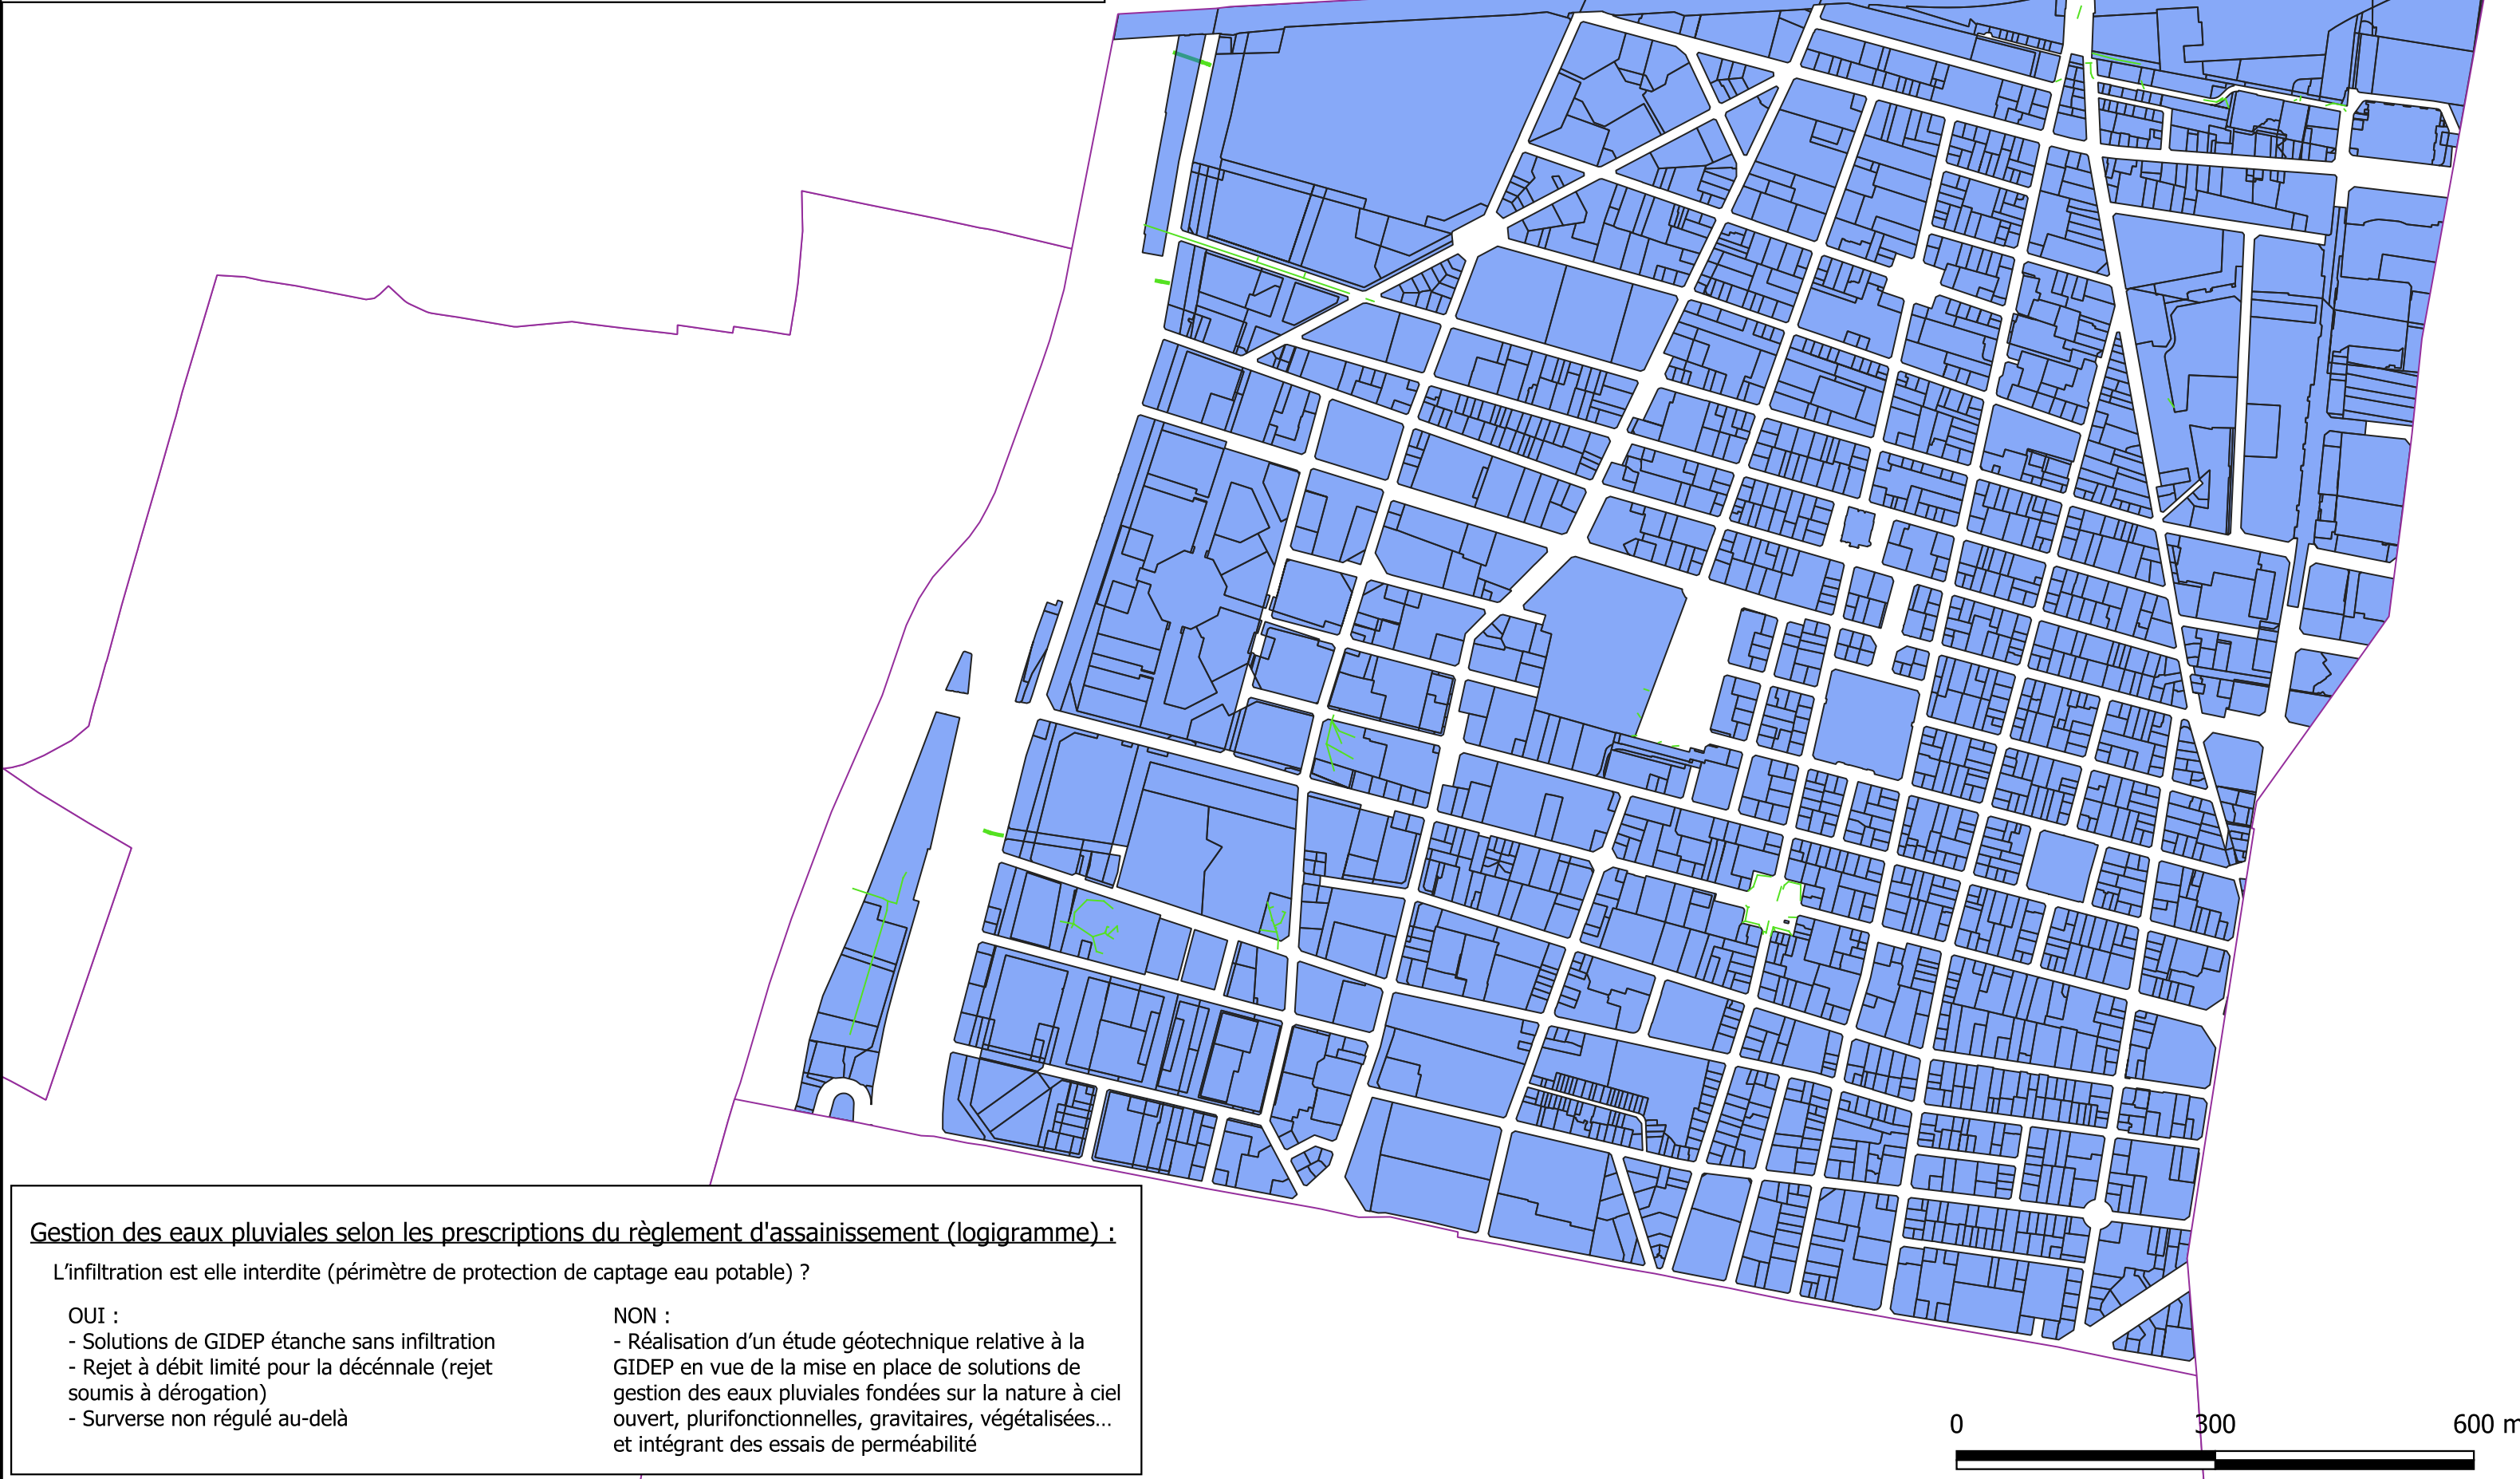 Gestion des eaux pluviales selon les prescriptions du règlement d'assainissement (logigramme) :
L’infiltration est elle interdite (périmètre de protection de captage eau potable) ?
OUI :
- Solutions de GIDEP étanche sans infiltration
- Rejet à débit limité pour la décénnale (rejet
soumis à dérogation)
- Surverse non régulé au-delà
NON :
- Réalisation d’un étude géotechnique relative à la
GIDEP en vue de la mise en place de solutions de
gestion des eaux pluviales fondées sur la nature à ciel
ouvert, plurifonctionnelles, gravitaires, végétalisées...
et intégrant des essais de perméabilité
0 300 600 m